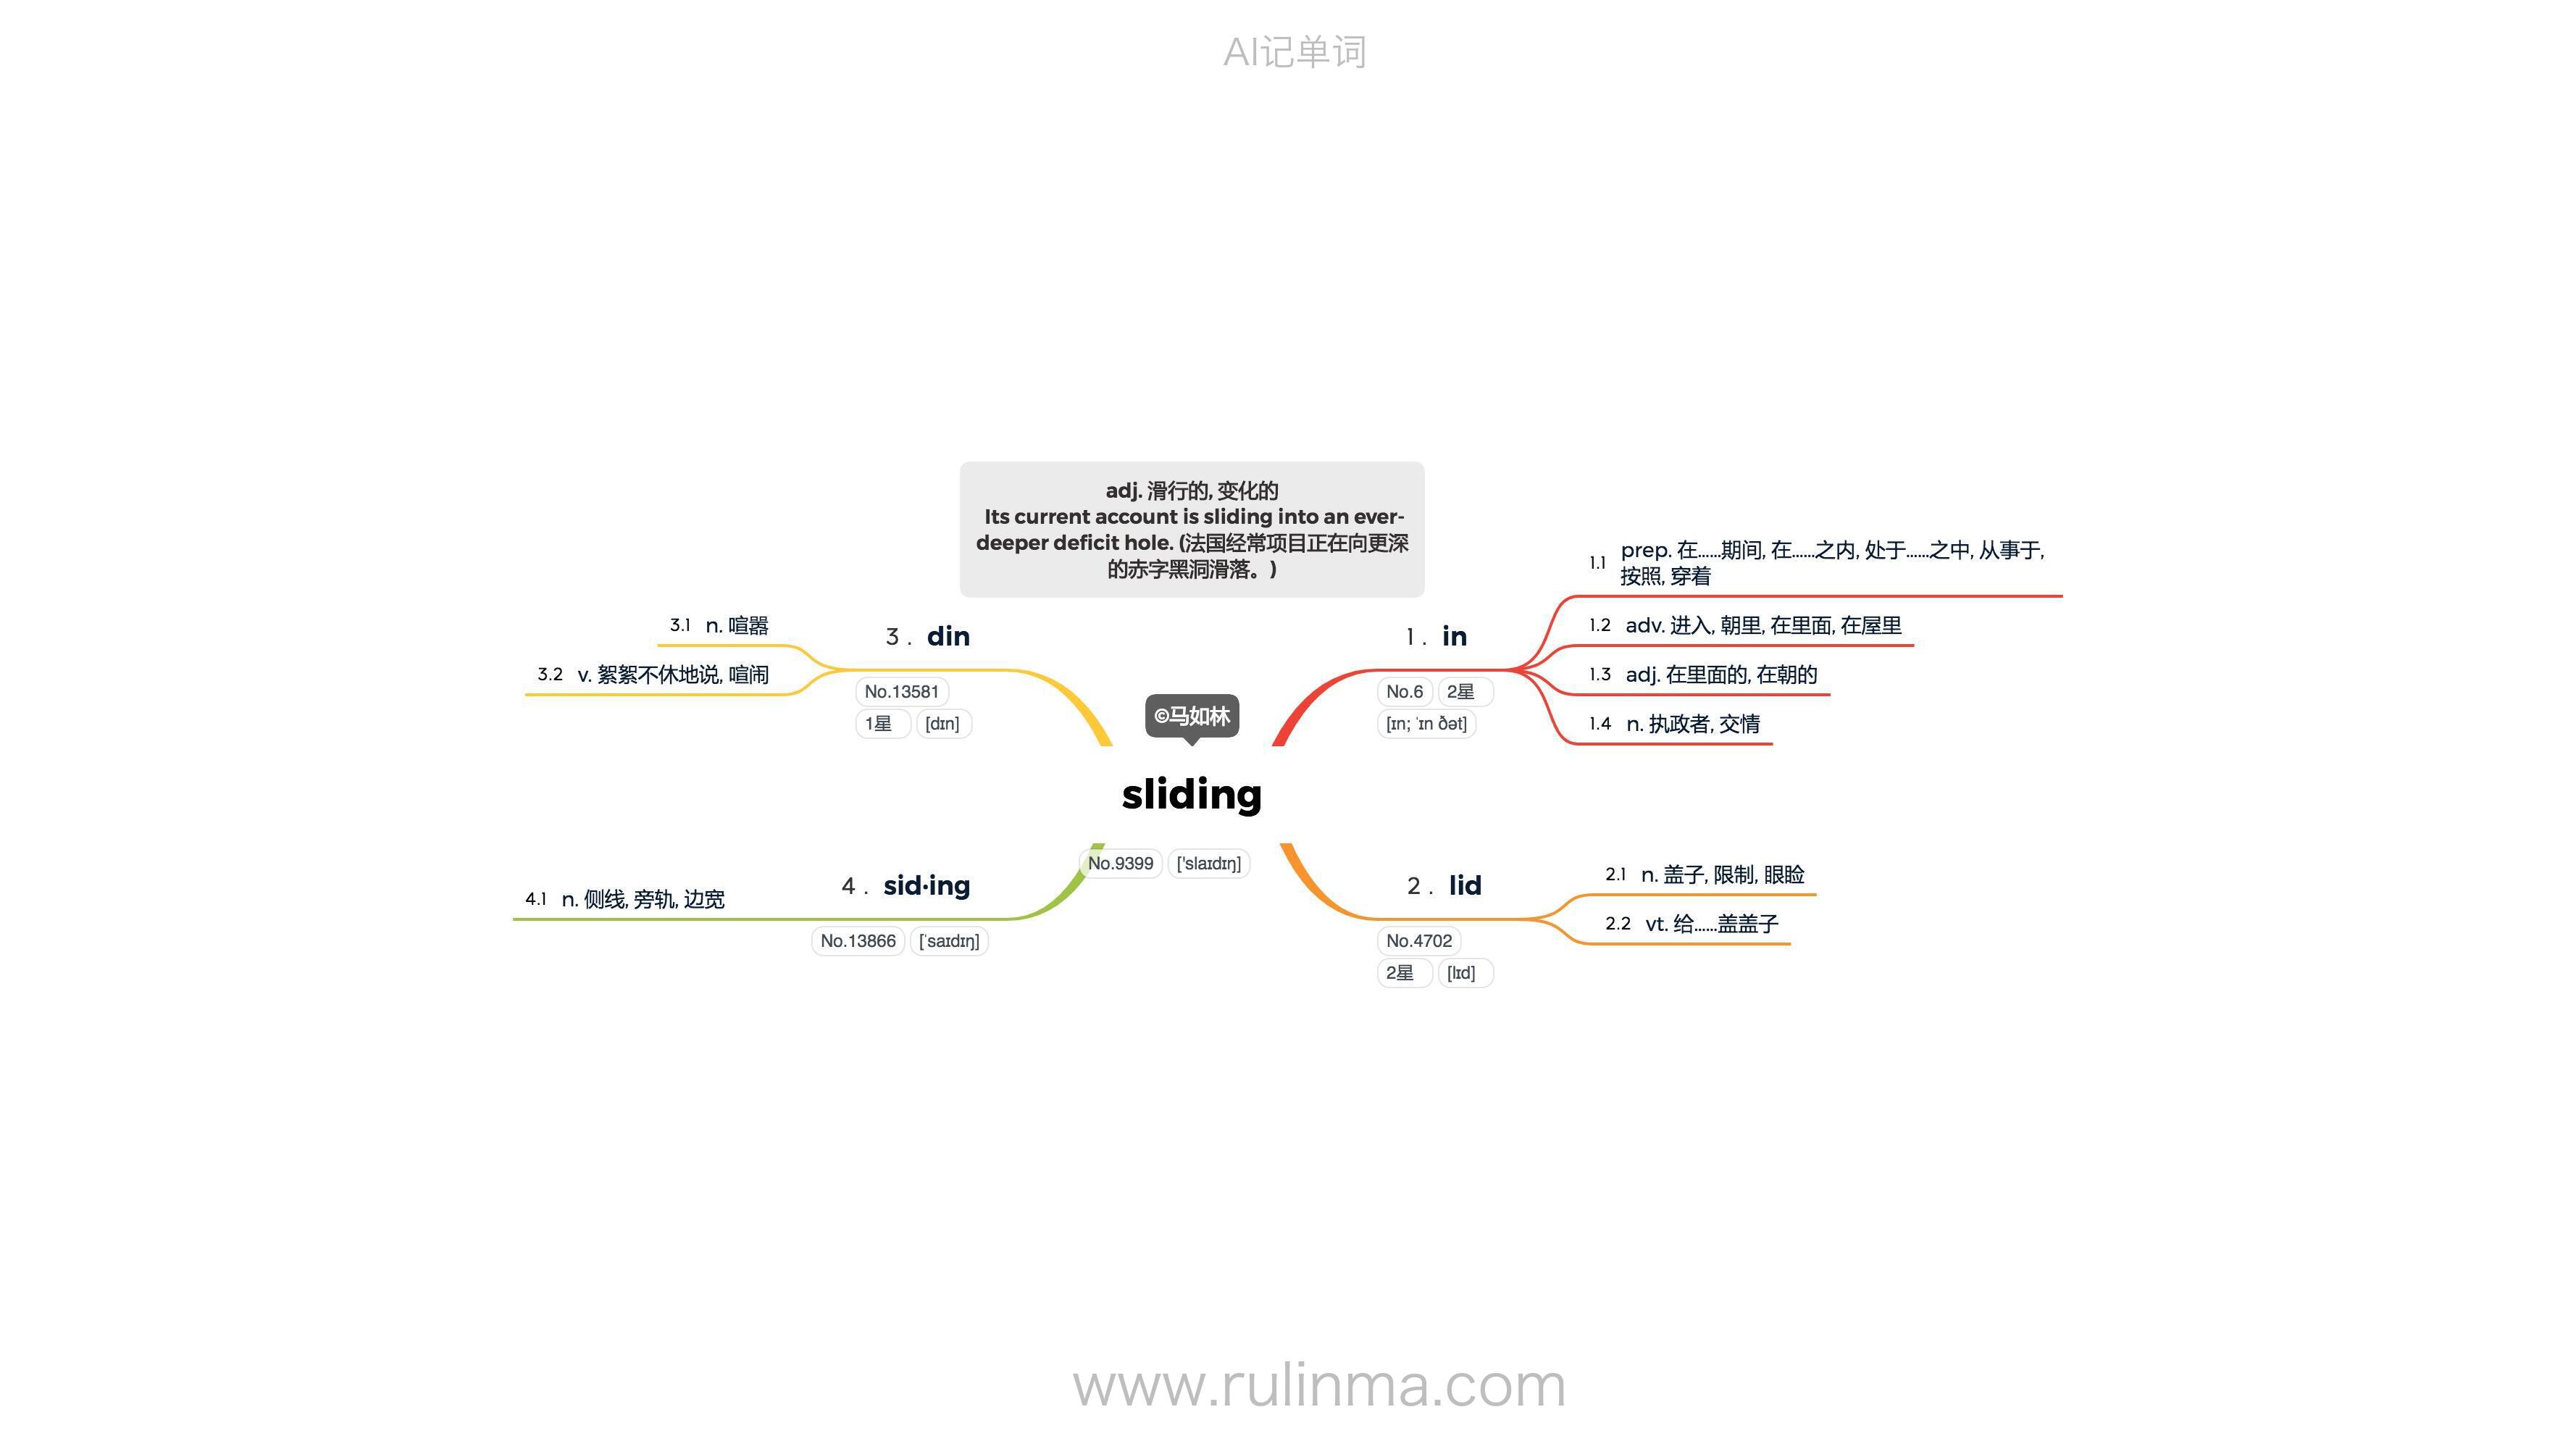 AI记单词
adj. 滑行的, 变化的
Its current account is sliding into an ever-
deeper deficit hole. (法国经常项目正在向更深
的赤字黑洞滑落。)
©马如林
sliding
No.9399 ['slaɪdɪŋ]
1 . in
No.6 2星
[ɪn; ˈɪn ðət]
1.1 prep. 在……期间, 在……之内, 处于……之中, 从事于,
按照, 穿着
1.2 adv. 进入, 朝里, 在里面, 在屋里
1.3 adj. 在里面的, 在朝的
1.4 n. 执政者, 交情
2 . lid
No.4702
2星 [lɪd]
2.1 n. 盖子, 限制, 眼睑
2.2 vt. 给……盖盖子
3 . din
No.13581
1星 [dɪn]
3.1 n. 喧嚣
3.2 v. 絮絮不休地说, 喧闹
4 . sid·ing
No.13866 [ˈsaɪdɪŋ]
4.1 n. 侧线, 旁轨, 边宽
www.rulinma.com